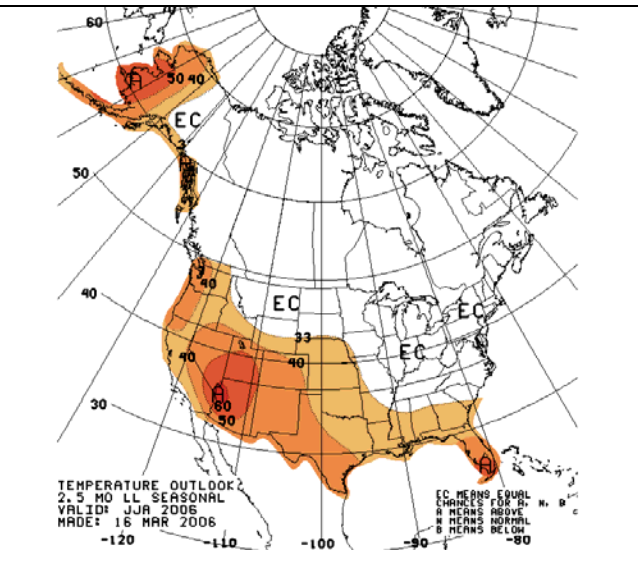 60
A
50 40
EC
50
40
40
EC
EC
33
EC
40
40
A
60
50
30
A
TEMPERATURE OUTLOOK
2.5 MO LL SEASONAL
VALID: JJA 2006
MADE: 16 MAR 2006
EC MEANS EQUAL
CHANCES FOR A, N, B
A MEANS ABOVE
N MEANS NORMAL
B MEANS BELOW
-120
-110
-100
-90
-80